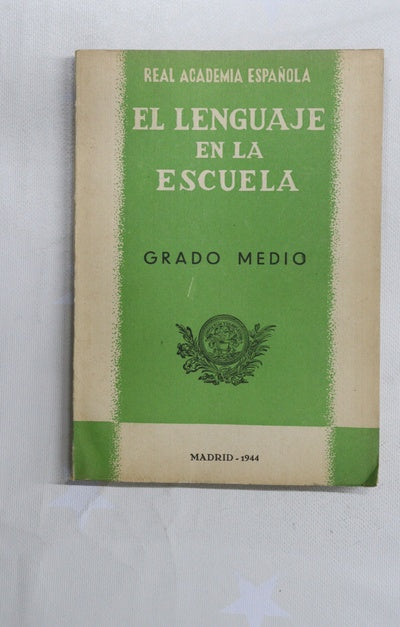 REAL ACADEMIA ESPAÑOLA
EL LENGUAJE
EN LA
ESCUELA
GRADO MEDIO
MADRID - 1944